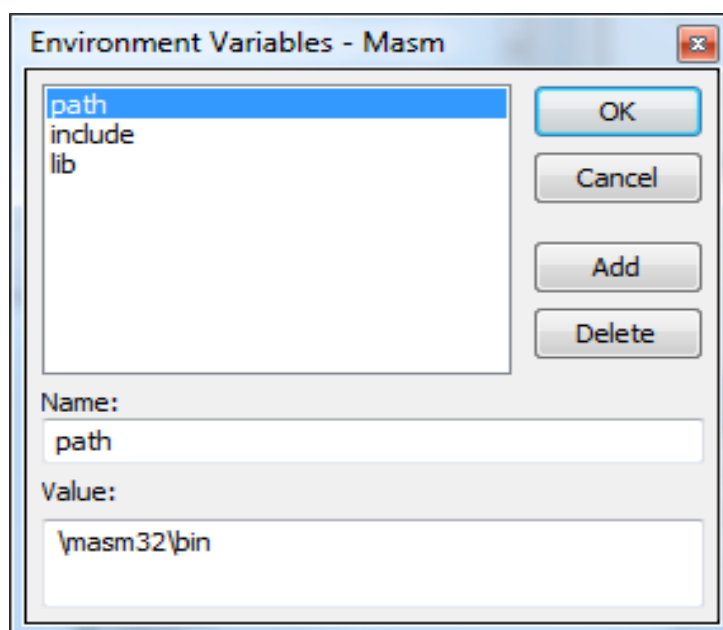 Environment Variables - Masm
path
include
lib
OK
Cancel
Add
Delete
Name:
path
Value:
\masm32\bin